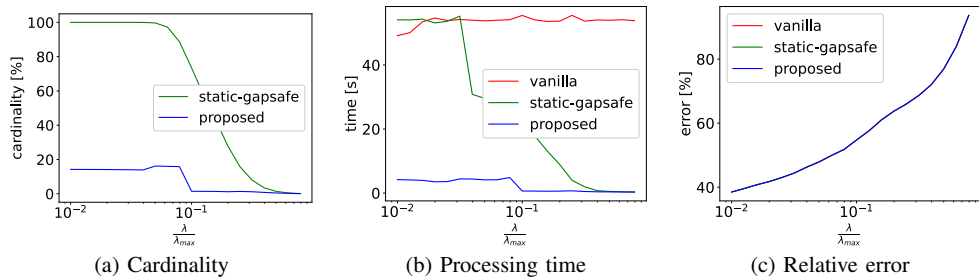 cardinality [%]
100
80
60
40
20
0
static-gapsafe
proposed
10⁻²
10⁻¹
λ
λmax
(a) Cardinality
time [s]
40
20
0
vanilla
static-gapsafe
proposed
10⁻²
10⁻¹
λ
λmax
(b) Processing time
error [%]
80
60
40
vanilla
static-gapsafe
proposed
10⁻²
10⁻¹
λ
λmax
(c) Relative error